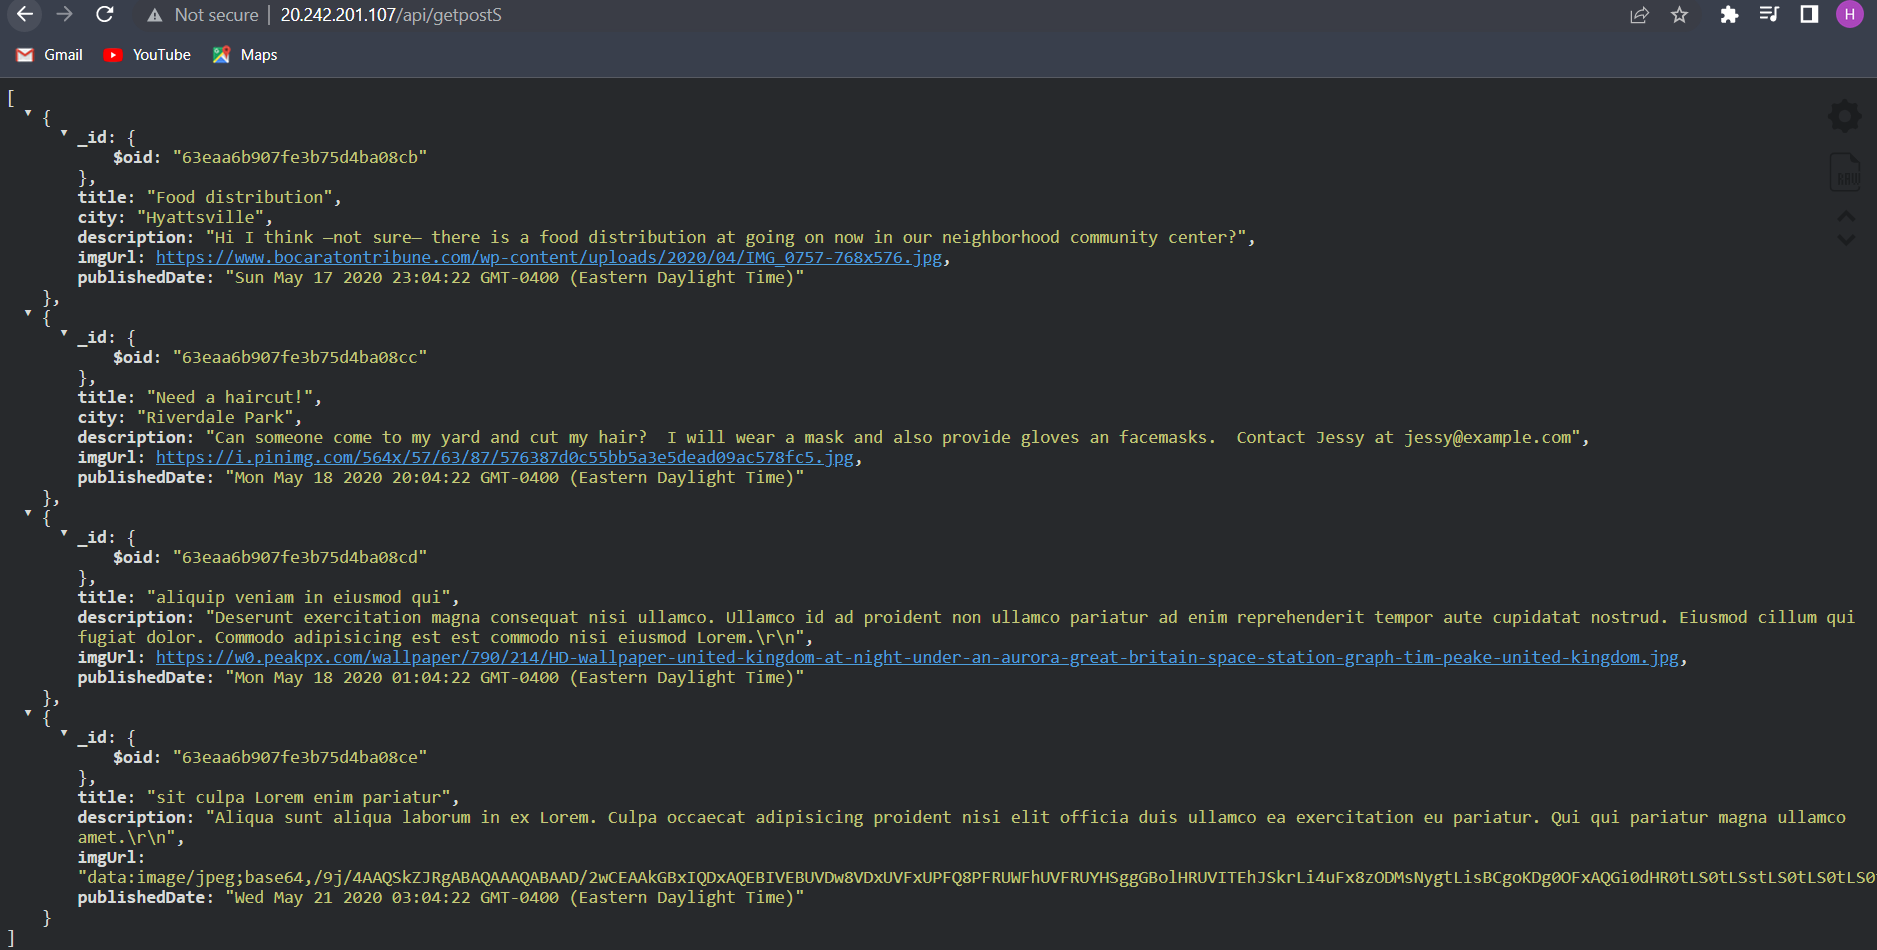 Not secure | 20.242.201.107/api/getpostS H
Gmail YouTube Maps
[
{
_id: {
$oid: "63eaa6b907fe3b75d4ba08cb"
},
title: "Food distribution",
city: "Hyattsville",
description: "Hi I think —not sure— there is a food distribution at going on now in our neighborhood community center?",
imgUrl: https://www.bocaratontribune.com/wp-content/uploads/2020/04/IMG_0757-768x576.jpg,
publishedDate: "Sun May 17 2020 23:04:22 GMT-0400 (Eastern Daylight Time)"
},
{
_id: {
$oid: "63eaa6b907fe3b75d4ba08cc"
},
title: "Need a haircut!",
city: "Riverdale Park",
description: "Can someone come to my yard and cut my hair?  I will wear a mask and also provide gloves an facemasks.  Contact Jessy at jessy@example.com",
imgUrl: https://i.pinimg.com/564x/57/63/87/576387d0c55bb5a3e5dead09ac578fc5.jpg,
publishedDate: "Mon May 18 2020 20:04:22 GMT-0400 (Eastern Daylight Time)"
},
{
_id: {
$oid: "63eaa6b907fe3b75d4ba08cd"
},
title: "aliquip veniam in eiusmod qui",
description: "Deserunt exercitation magna consequat nisi ullamco. Ullamco id ad proident non ullamco pariatur ad enim reprehenderit tempor aute cupidatat nostrud. Eiusmod cillum qui
fugiat dolor. Commodo adipisicing est est commodo nisi eiusmod Lorem.\r\n",
imgUrl: https://w0.peakpx.com/wallpaper/790/214/HD-wallpaper-united-kingdom-at-night-under-an-aurora-great-britain-space-station-graph-tim-peake-united-kingdom.jpg,
publishedDate: "Mon May 18 2020 01:04:22 GMT-0400 (Eastern Daylight Time)"
},
{
_id: {
$oid: "63eaa6b907fe3b75d4ba08ce"
},
title: "sit culpa Lorem enim pariatur",
description: "Aliqua sunt aliqua laborum in ex Lorem. Culpa occaecat adipisicing proident nisi elit officia duis ullamco ea exercitation eu pariatur. Qui qui pariatur magna ullamco
amet.\r\n",
imgUrl:
"data:image/jpeg;base64,/9j/4AAQSkZJRgABAQAAAQABAAD/2wCEAAkGBxIQDxAQEBIVEBUVDw8VDxUVFxUPFQ8PFRUWFhUVFRUYHSggGBolHRUVITEhJSkrLi4uFx8zODMsNygtLisBCgoKDg0OFxAQGi0dHR0tLS0tLSstLS0tLS0tLS0
publishedDate: "Wed May 21 2020 03:04:22 GMT-0400 (Eastern Daylight Time)"
}
]
RAW